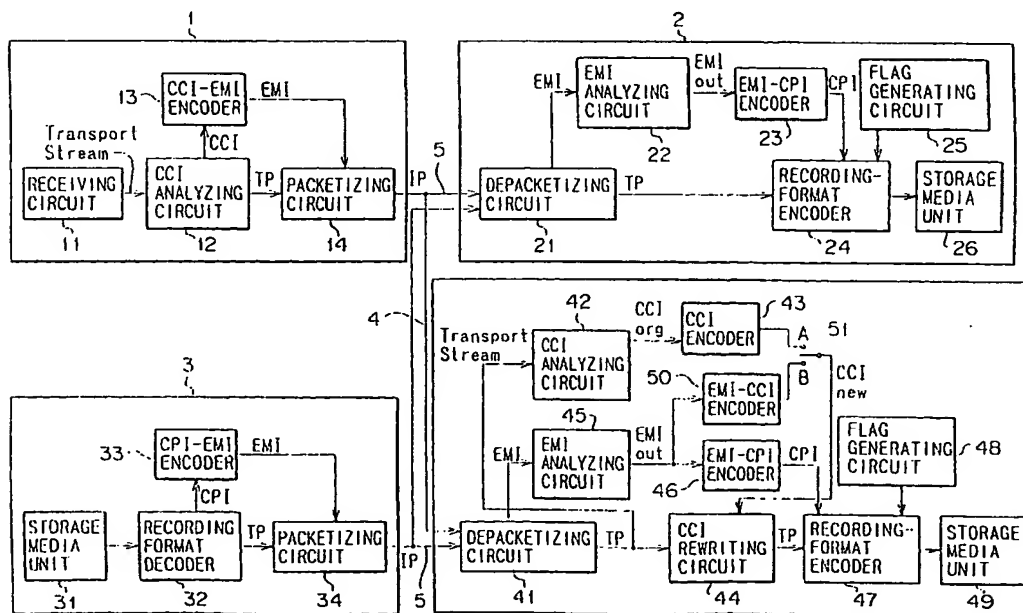 1
CCI-EMI
ENCODER
13
EMI
CCI
Transport
Stream
RECEIVING
CIRCUIT
11
CCI
ANALYZING
CIRCUIT
12
TP
PACKETIZING
CIRCUIT
14
IP
5
2
EMI
EMI
ANALYZING
CIRCUIT
22
EMI
out
EMI-CPI
ENCODER
23
CPI
FLAG
GENERATING
CIRCUIT
25
DEPACKETIZING
CIRCUIT
21
TP
RECORDING-
FORMAT
ENCODER
24
STORAGE
MEDIA
UNIT
26
3
CPI-EMI
ENCODER
33
EMI
CPI
STORAGE
MEDIA
UNIT
31
RECORDING
FORMAT
DECODER
32
TP
PACKETIZING
CIRCUIT
34
IP
5
4
Transport
Stream
42
CCI
ANALYZING
CIRCUIT
CCI
org
CCI
ENCODER
43
A
51
B
CCI
new
50
EMI-CCI
ENCODER
45
EMI
EMI
ANALYZING
CIRCUIT
EMI
out
EMI-CPI
ENCODER
46
CPI
FLAG
GENERATING
CIRCUIT
48
DEPACKETIZING
CIRCUIT
41
TP
CCI
REWRITING
CIRCUIT
44
TP
RECORDING-
FORMAT
ENCODER
47
STORAGE
MEDIA
UNIT
49